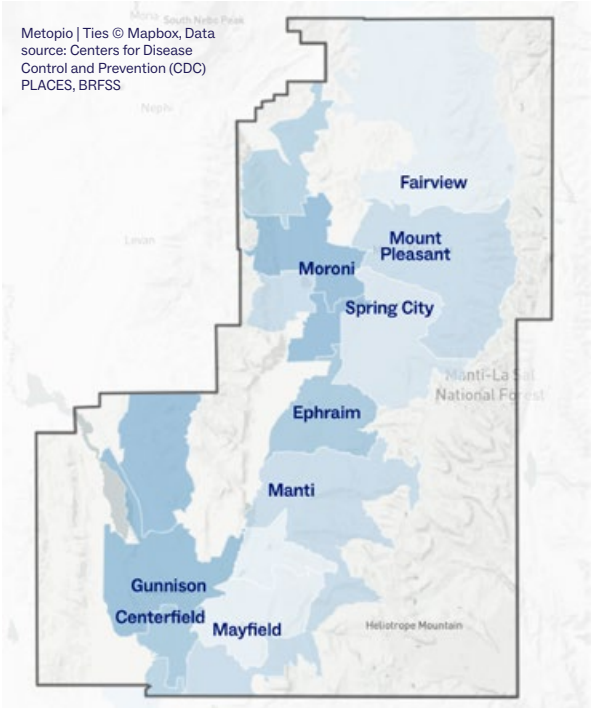 Mona
South Nebo Peak
Metopio | Ties © Mapbox, Data
source: Centers for Disease
Control and Prevention (CDC)
PLACES, BRFSS
Nephi
Fairview
Levan
Mount
Pleasant
Moroni
Spring City
Manti-La Sal
National Forest
Ephraim
Manti
Gunnison
Centerfield
Mayfield
Heliotrope Mountain